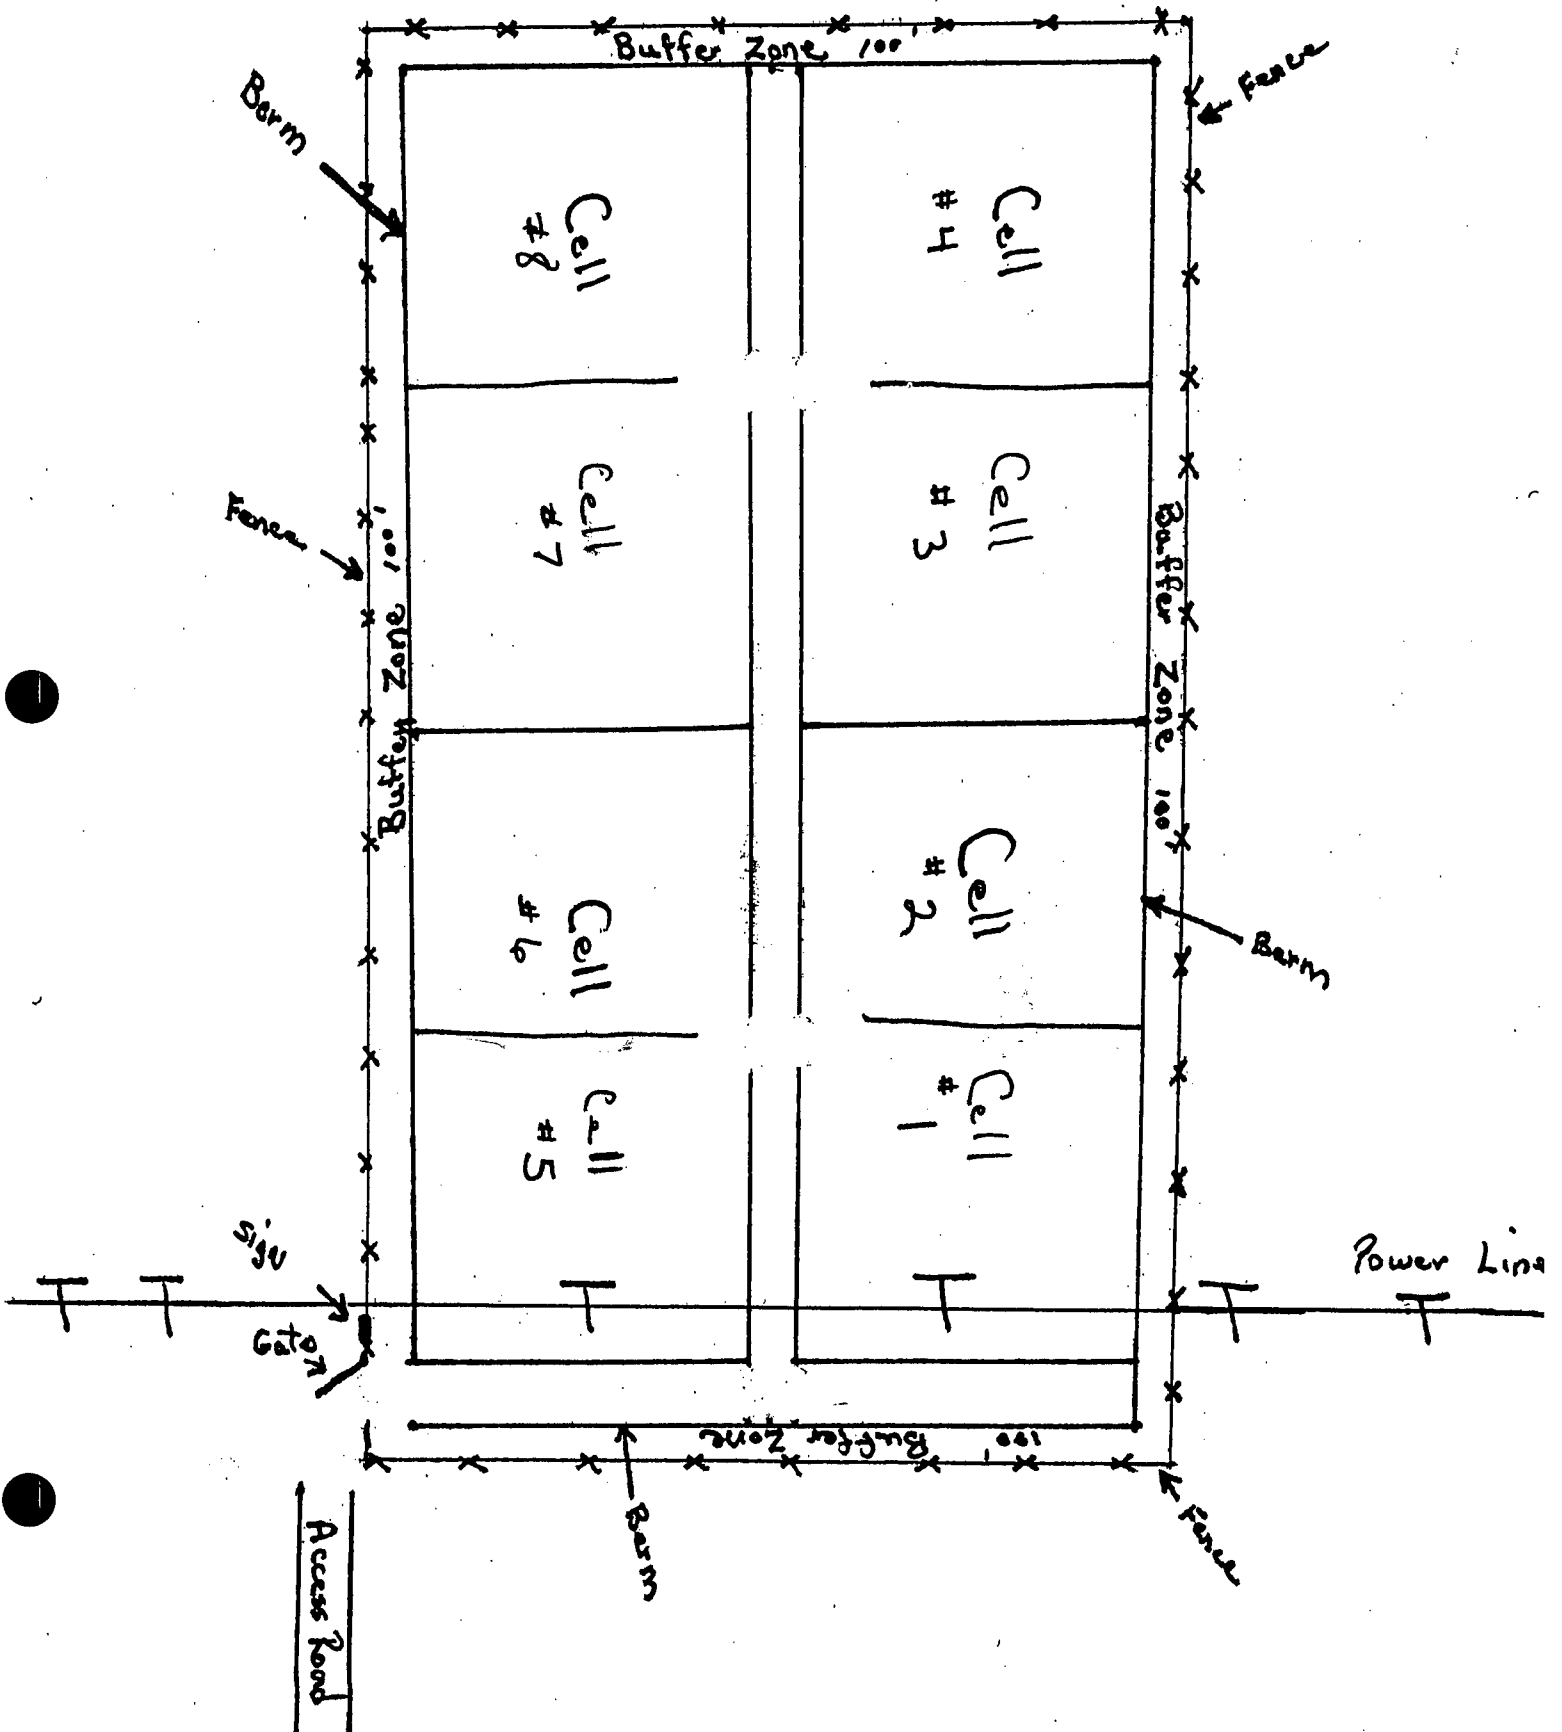 Buffer Zone 100'
Fence
Berm
Cell
#8
Cell
#4
Cell
#7
Cell
#3
Fence
Buffer Zone 100'
Buffer Zone 100'
Cell
#6
Cell
#2
Berm
Cell
#5
Cell
#1
Sign
Gate
Power Line
100' Buffer Zone
Berm
Fence
Access Road